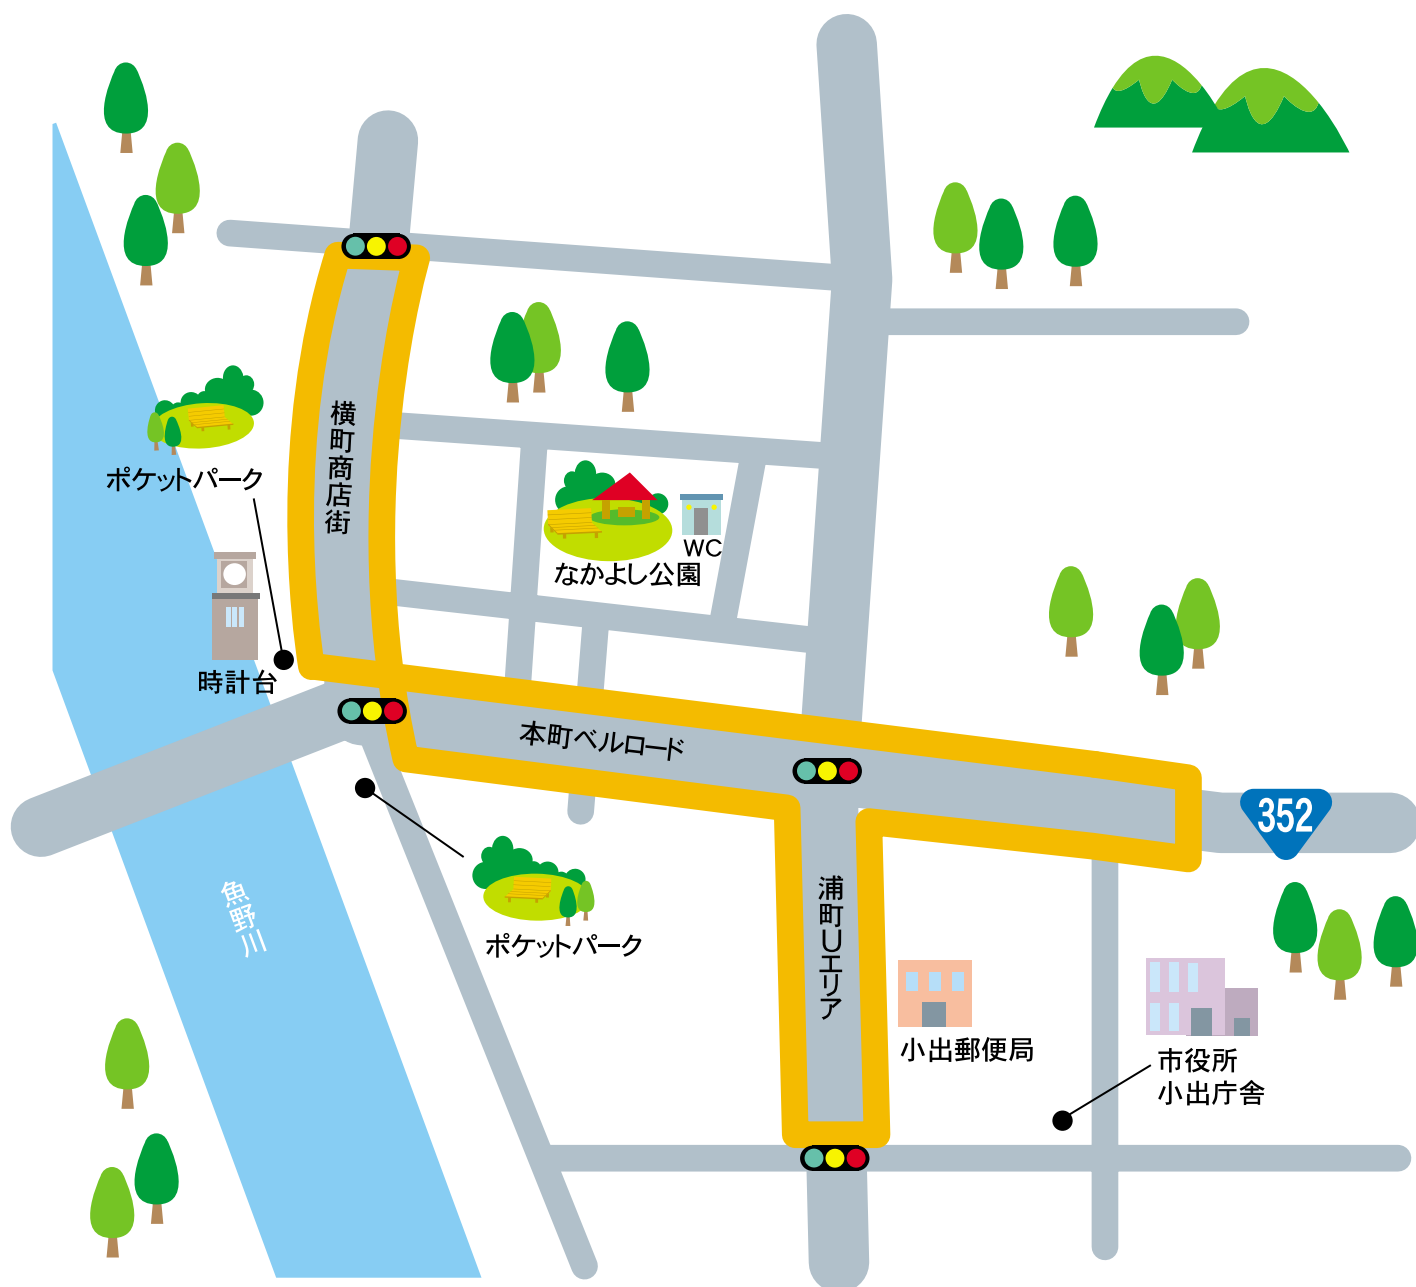 横町商店街
ポケットパーク
WC
なかよし公園
時計台
本町ベルロード
352
浦町Uエリア
魚野川
ポケットパーク
小出郵便局
市役所
小出庁舎